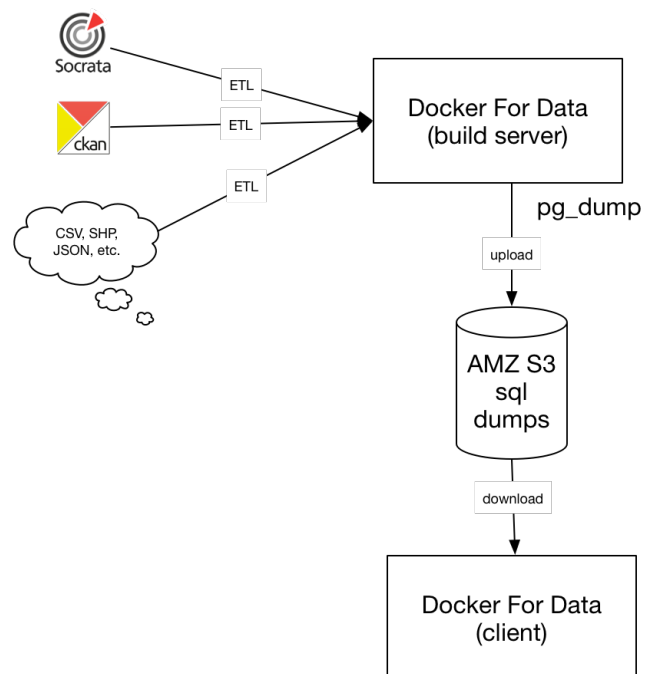 Socrata
ETL
Docker For Data
(build server)
ckan
ETL
ETL
CSV, SHP,
JSON, etc.
pg_dump
upload
AMZ S3
sql
dumps
download
Docker For Data
(client)